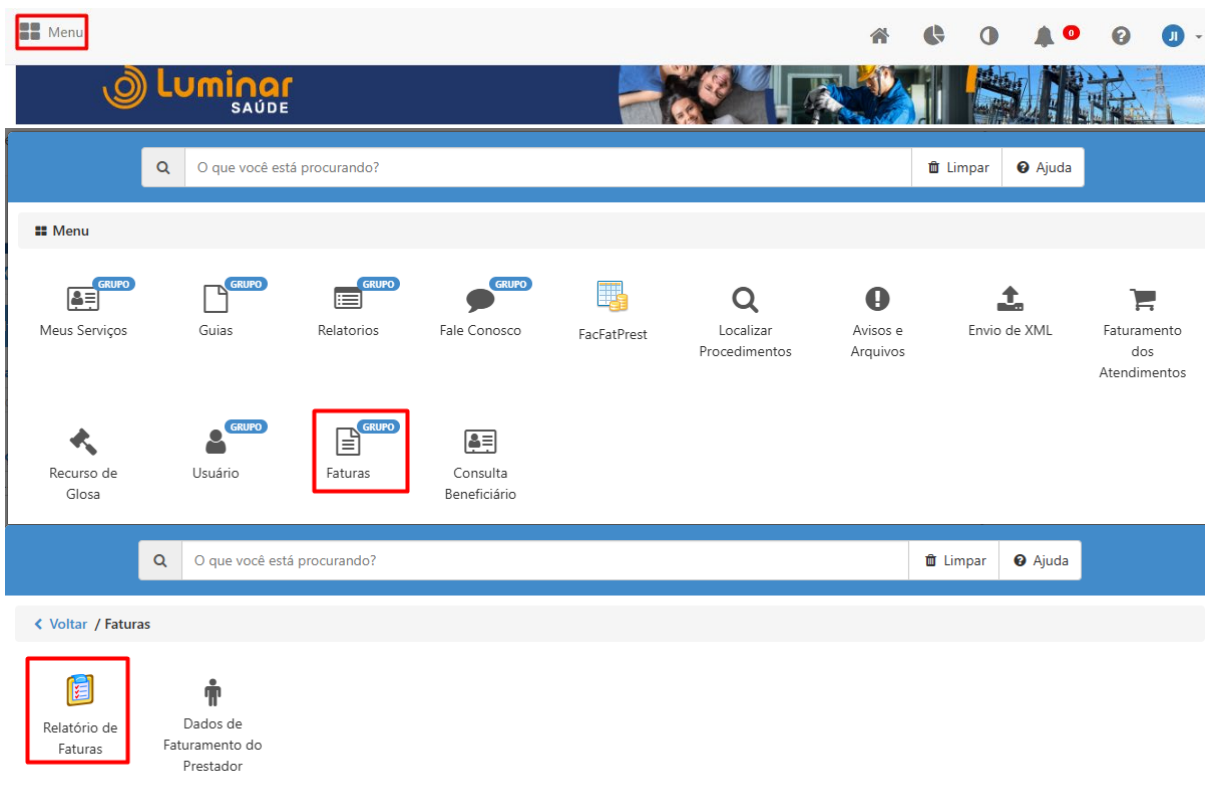 Menu
0
JI
Luminar
SAÚDE
O que você está procurando?
Limpar
Ajuda
Menu
GRUPO
GRUPO
GRUPO
GRUPO
Meus Serviços
Guias
Relatorios
Fale Conosco
FacFatPrest
Localizar
Procedimentos
Avisos e
Arquivos
Envio de XML
Faturamento
dos
Atendimentos
GRUPO
GRUPO
Recurso de
Glosa
Usuário
Faturas
Consulta
Beneficiário
O que você está procurando?
Limpar
Ajuda
Voltar / Faturas
Relatório de
Faturas
Dados de
Faturamento do
Prestador